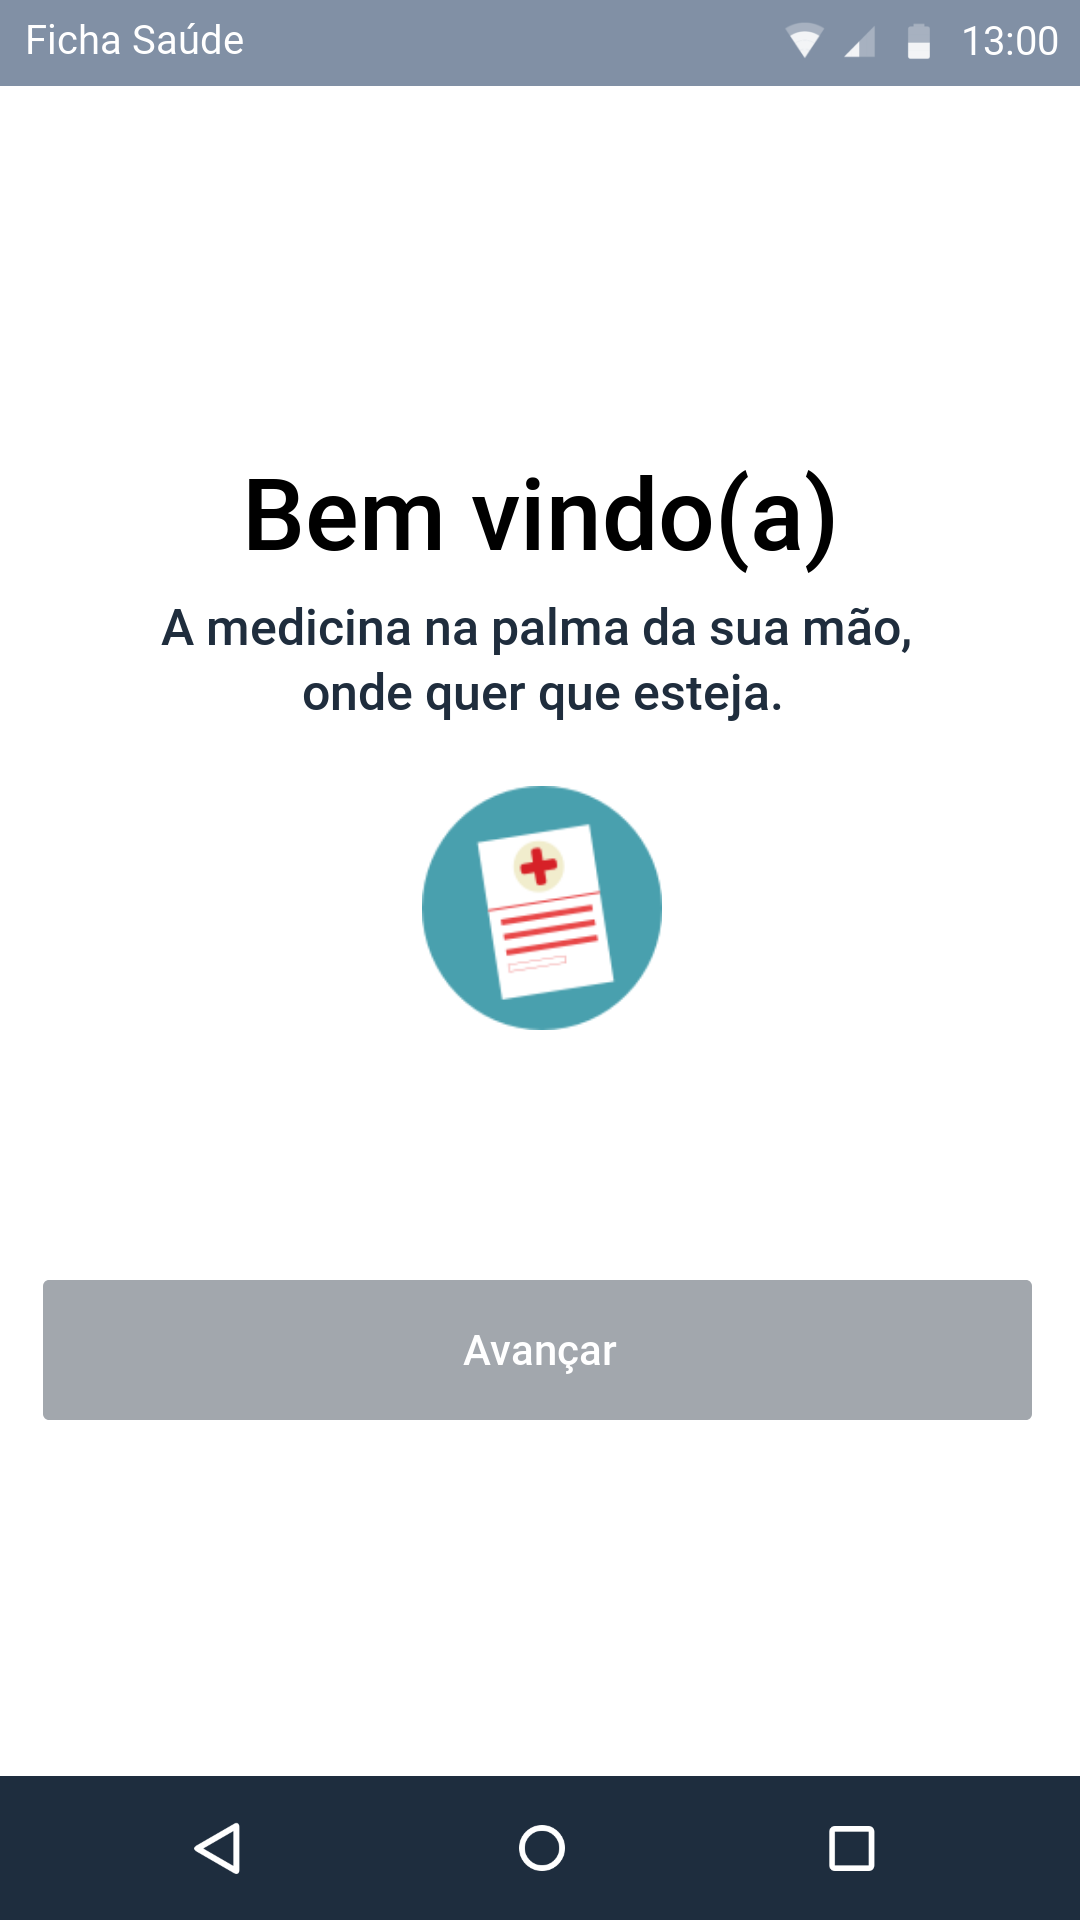 Ficha Saúde
13:00
Bem vindo(a)
A medicina na palma da sua mão,
onde quer que esteja.
Avançar